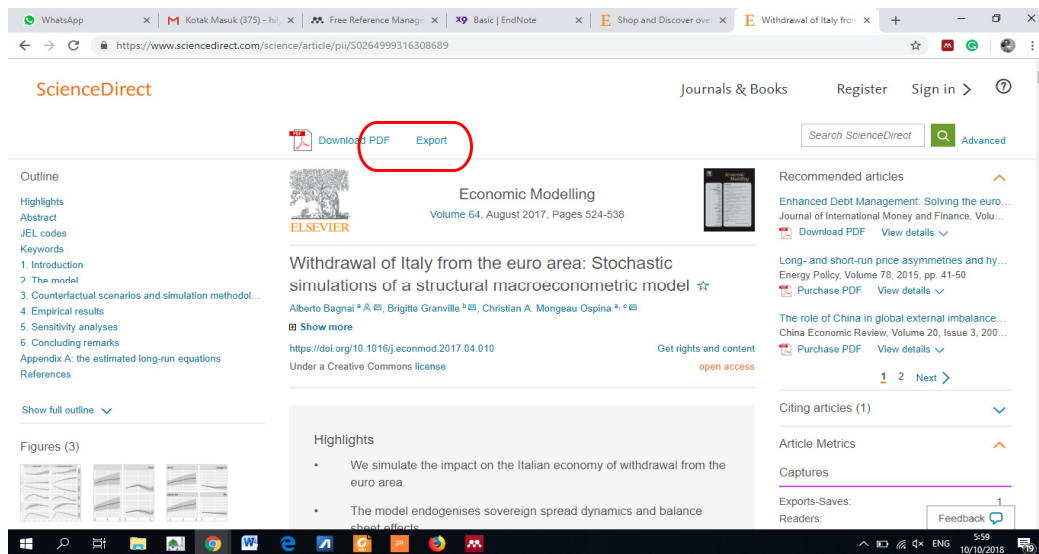 WhatsApp
Kotak Masuk (375) - hil
Free Reference Manage
Basic | EndNote
Shop and Discover over
Withdrawal of Italy from
https://www.sciencedirect.com/science/article/pii/S0264999316308689
ScienceDirect
Journals & Books
Register
Sign in
Download PDF
Export
Search ScienceDirect
Advanced
Outline
Highlights
Abstract
JEL codes
Keywords
1. Introduction
2. The model
3. Counterfactual scenarios and simulation methodol...
4. Empirical results
5. Sensitivity analyses
6. Concluding remarks
Appendix A: the estimated long-run equations
References
Show full outline
Figures (3)
ELSEVIER
Economic Modelling
Volume 64, August 2017, Pages 524-538
Withdrawal of Italy from the euro area: Stochastic
simulations of a structural macroeconometric model
Alberto Bagnai a, Brigitte Granville b, Christian A. Mongeau Ospina a, c
Show more
https://doi.org/10.1016/j.econmod.2017.04.010
Get rights and content
Under a Creative Commons license
open access
Highlights
• We simulate the impact on the Italian economy of withdrawal from the
euro area.
• The model endogenises sovereign spread dynamics and balance
sheet effects
Recommended articles
Enhanced Debt Management: Solving the euro...
Journal of International Money and Finance, Volu...
Download PDF View details
Long- and short-run price asymmetries and hy...
Energy Policy, Volume 78, 2015, pp. 41-50
Purchase PDF View details
The role of China in global external imbalance...
China Economic Review, Volume 20, Issue 3, 200...
Purchase PDF View details
1 2 Next
Citing articles (1)
Article Metrics
Captures
Exports-Saves: 1
Readers:
Feedback
ENG
5:59
10/10/2018